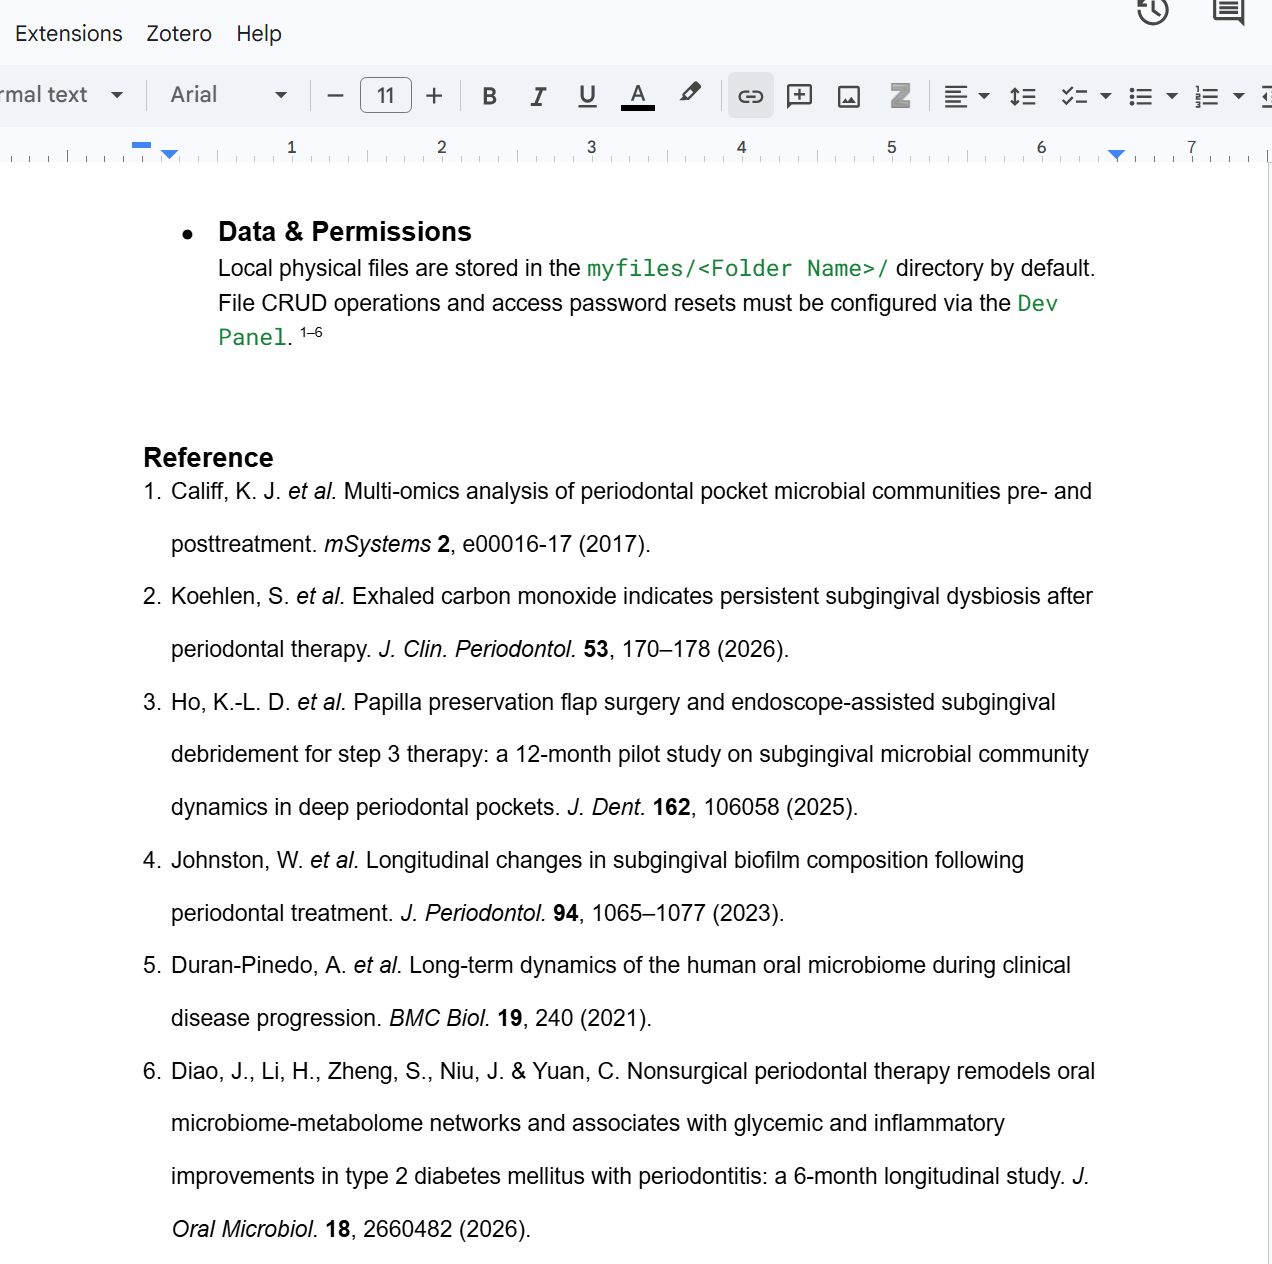 Extensions Zotero Help
rmal text Arial 11 B I U A
1 2 3 4 5 6 7
● Data & Permissions
Local physical files are stored in the myfiles/<Folder Name>/ directory by default.
File CRUD operations and access password resets must be configured via the Dev
Panel. 1–6
Reference
1. Califf, K. J. et al. Multi-omics analysis of periodontal pocket microbial communities pre- and
posttreatment. mSystems 2, e00016-17 (2017).
2. Koehlen, S. et al. Exhaled carbon monoxide indicates persistent subgingival dysbiosis after
periodontal therapy. J. Clin. Periodontol. 53, 170–178 (2026).
3. Ho, K.-L. D. et al. Papilla preservation flap surgery and endoscope-assisted subgingival
debridement for step 3 therapy: a 12-month pilot study on subgingival microbial community
dynamics in deep periodontal pockets. J. Dent. 162, 106058 (2025).
4. Johnston, W. et al. Longitudinal changes in subgingival biofilm composition following
periodontal treatment. J. Periodontol. 94, 1065–1077 (2023).
5. Duran-Pinedo, A. et al. Long-term dynamics of the human oral microbiome during clinical
disease progression. BMC Biol. 19, 240 (2021).
6. Diao, J., Li, H., Zheng, S., Niu, J. & Yuan, C. Nonsurgical periodontal therapy remodels oral
microbiome-metabolome networks and associates with glycemic and inflammatory
improvements in type 2 diabetes mellitus with periodontitis: a 6-month longitudinal study. J.
Oral Microbiol. 18, 2660482 (2026).